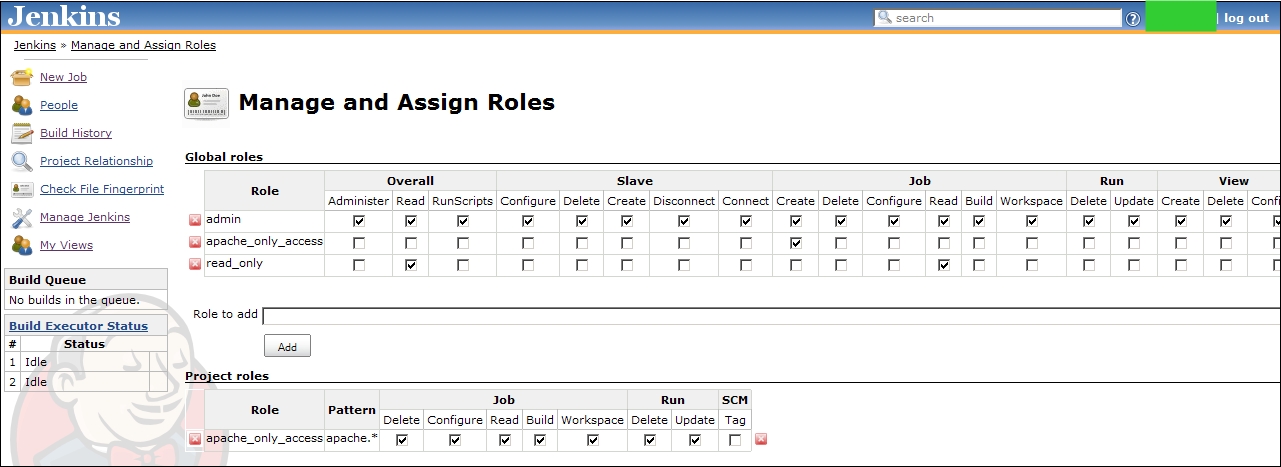 Jenkins
search
? | log out
Jenkins » Manage and Assign Roles
New Job
People
Build History
Project Relationship
Check File Fingerprint
Manage Jenkins
My Views
Build Queue
No builds in the queue.
Build Executor Status
# Status
1 Idle
2 Idle
John Doe
Manage and Assign Roles
Global roles
Role Overall Slave Job Run View
Administer Read RunScripts Configure Delete Create Disconnect Connect Create Delete Configure Read Build Workspace Delete Update Create Delete Confi
admin
apache_only_access
read_only
Role to add
Add
Project roles
Role Pattern Job Run SCM
Delete Configure Read Build Workspace Delete Update Tag
apache_only_access apache.*